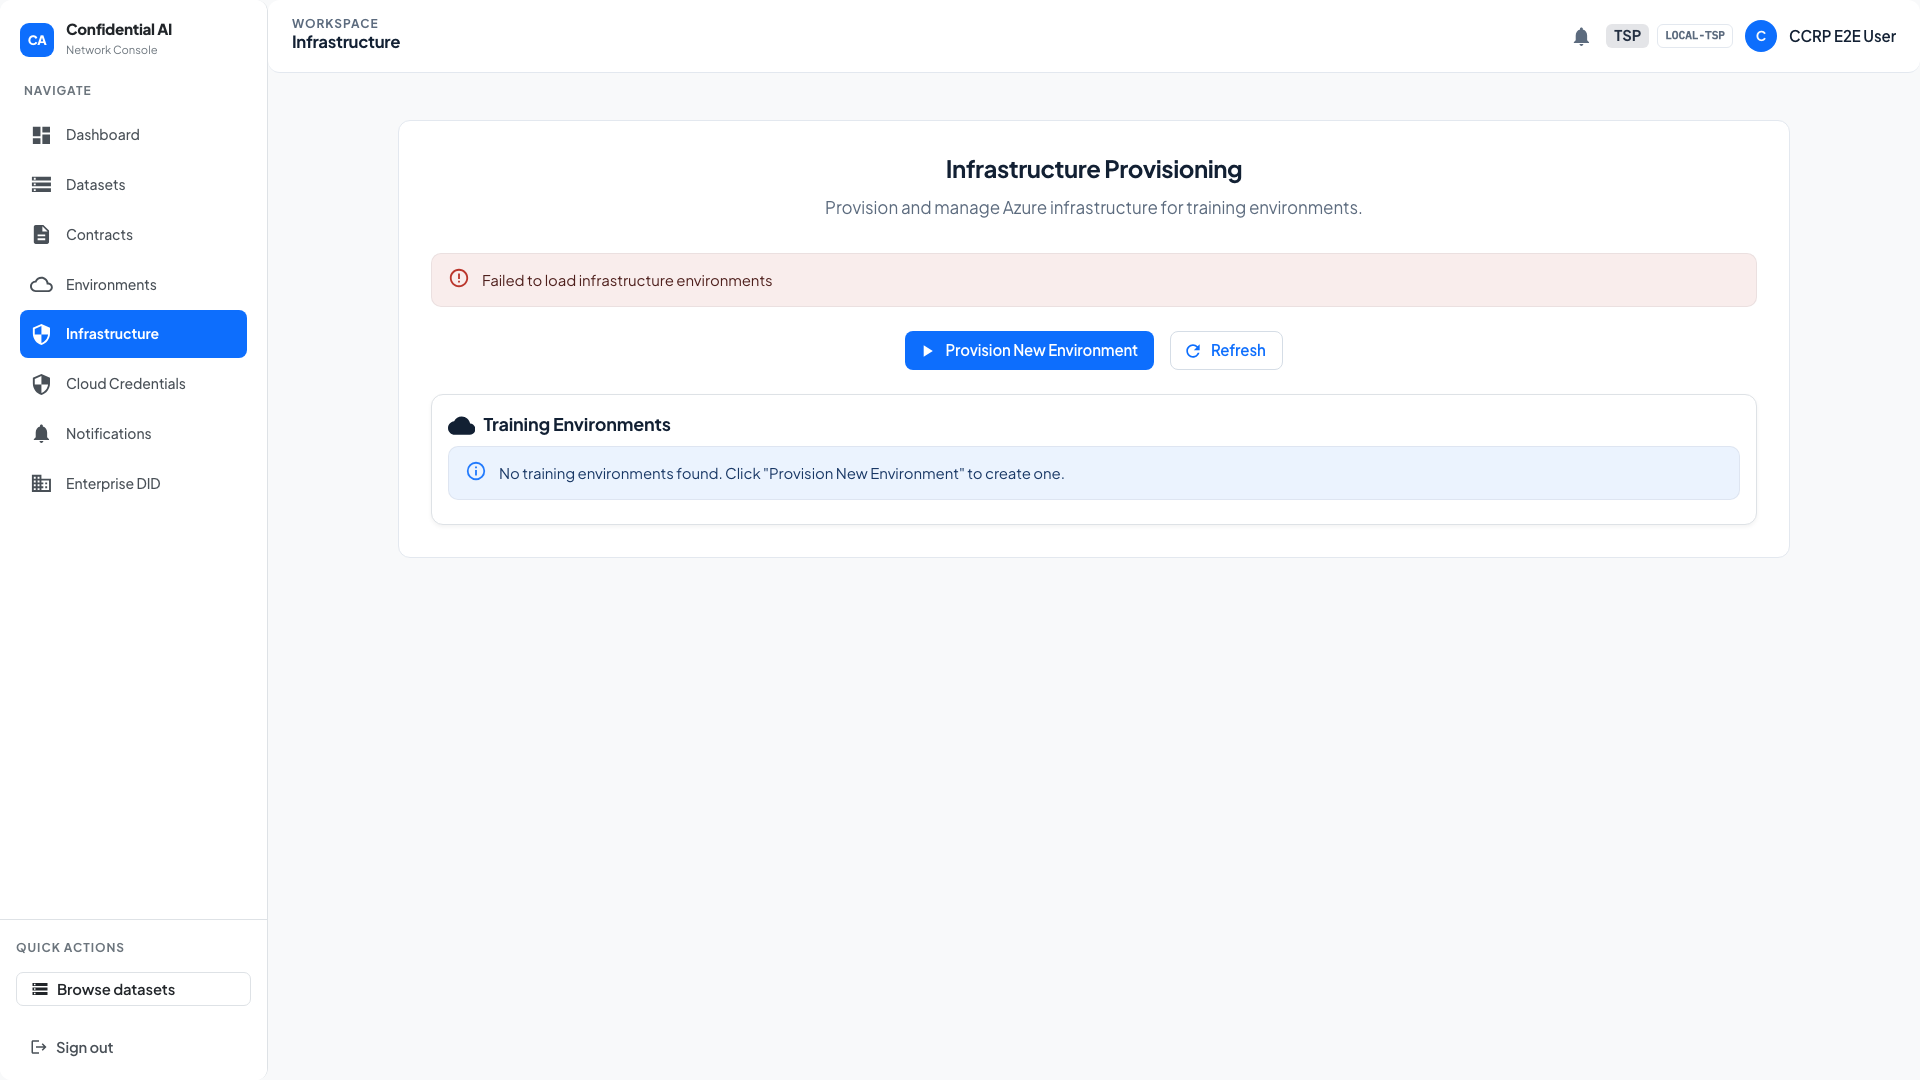 CA
Confidential AI
Network Console
NAVIGATE
Dashboard
Datasets
Contracts
Environments
Infrastructure
Cloud Credentials
Notifications
Enterprise DID
QUICK ACTIONS
Browse datasets
Sign out
WORKSPACE
Infrastructure
TSP
LOCAL-TSP
C
CCRP E2E User
Infrastructure Provisioning
Provision and manage Azure infrastructure for training environments.
Failed to load infrastructure environments
Provision New Environment
Refresh
Training Environments
No training environments found. Click "Provision New Environment" to create one.